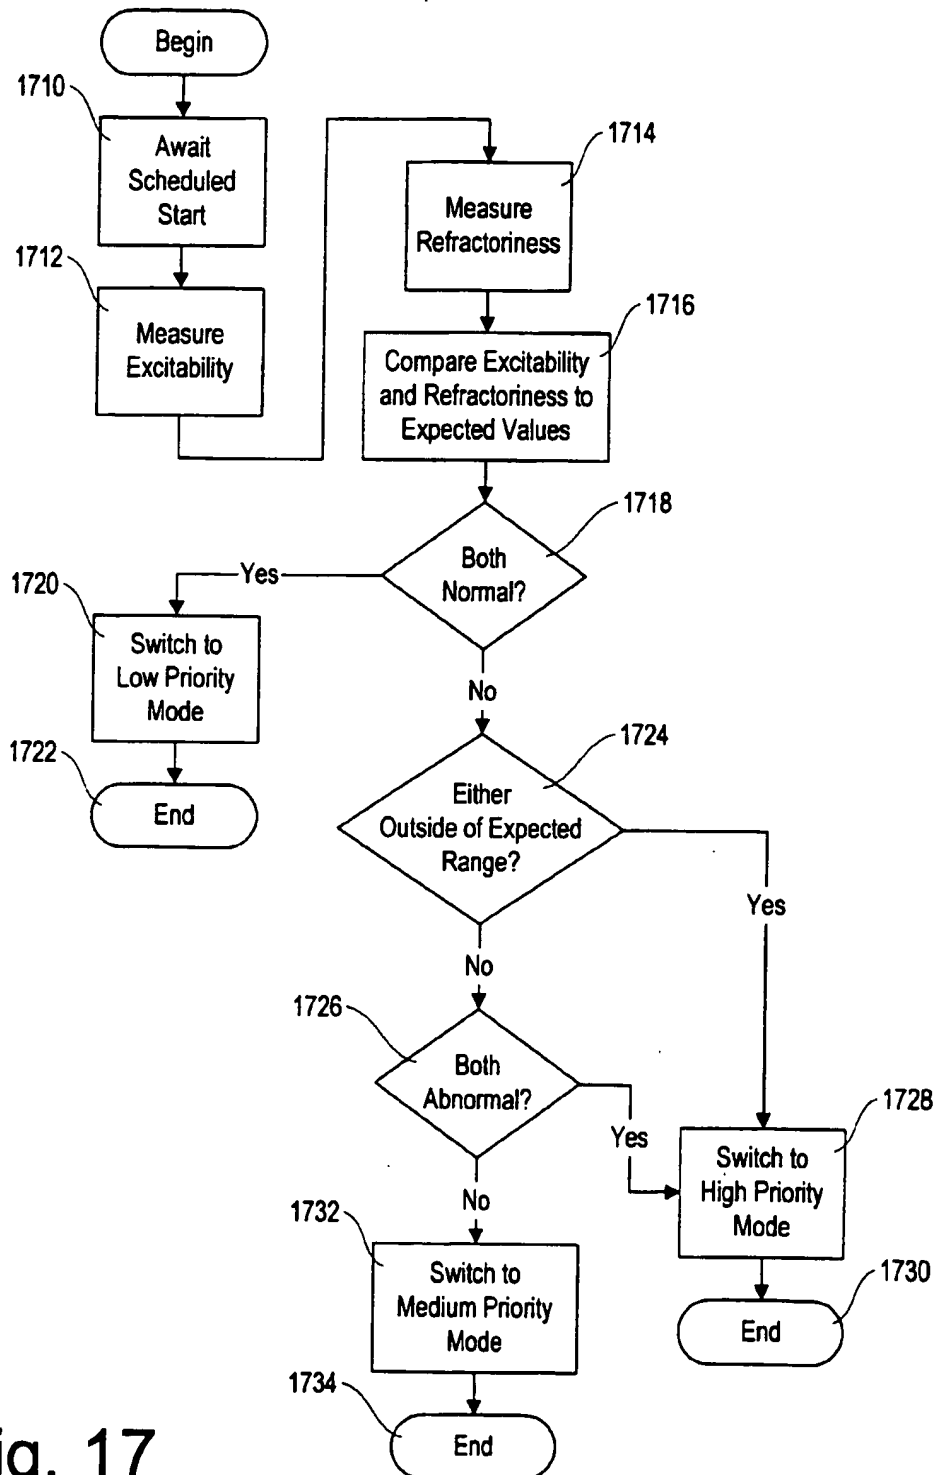 Begin
1710
Await
Scheduled
Start
1712
Measure
Excitability
1714
Measure
Refractoriness
1716
Compare Excitability
and Refractoriness to
Expected Values
1718
Both
Normal?
Yes
1720
Switch to
Low Priority
Mode
1722
End
No
1724
Either
Outside of Expected
Range?
Yes
No
1726
Both
Abnormal?
Yes
1728
Switch to
High Priority
Mode
1730
End
No
1732
Switch to
Medium Priority
Mode
1734
End
ig. 17